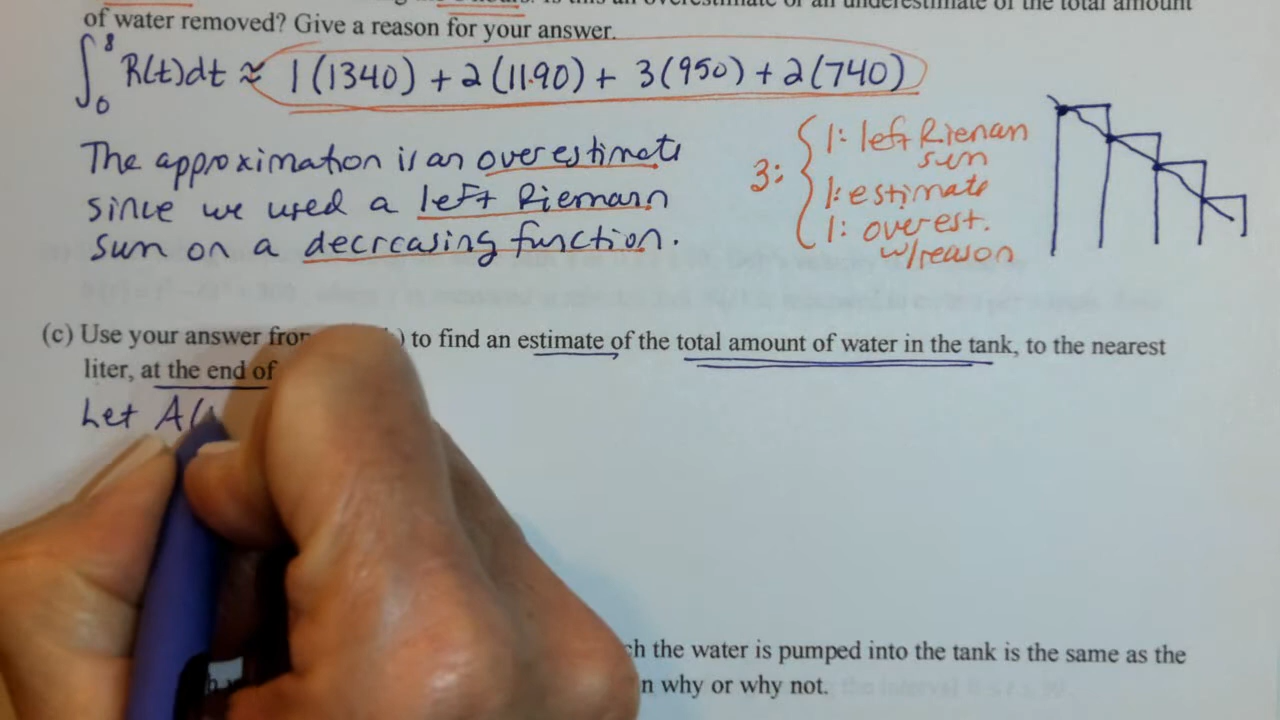 of water removed? Give a reason for your answer.
∫₀⁸ R(t)dt ≈ 1(1340) + 2(1190) + 3(950) + 2(740)
The approximation is an overestimate
since we used a left Riemann
sum on a decreasing function.
3: { 1: left Rienan
sum
1: estimate
1: overest.
w/reason
(c) Use your answer from ) to find an estimate of the total amount of water in the tank, to the nearest
liter, at the end of
Let A(
ch the water is pumped into the tank is the same as the
n why or why not.